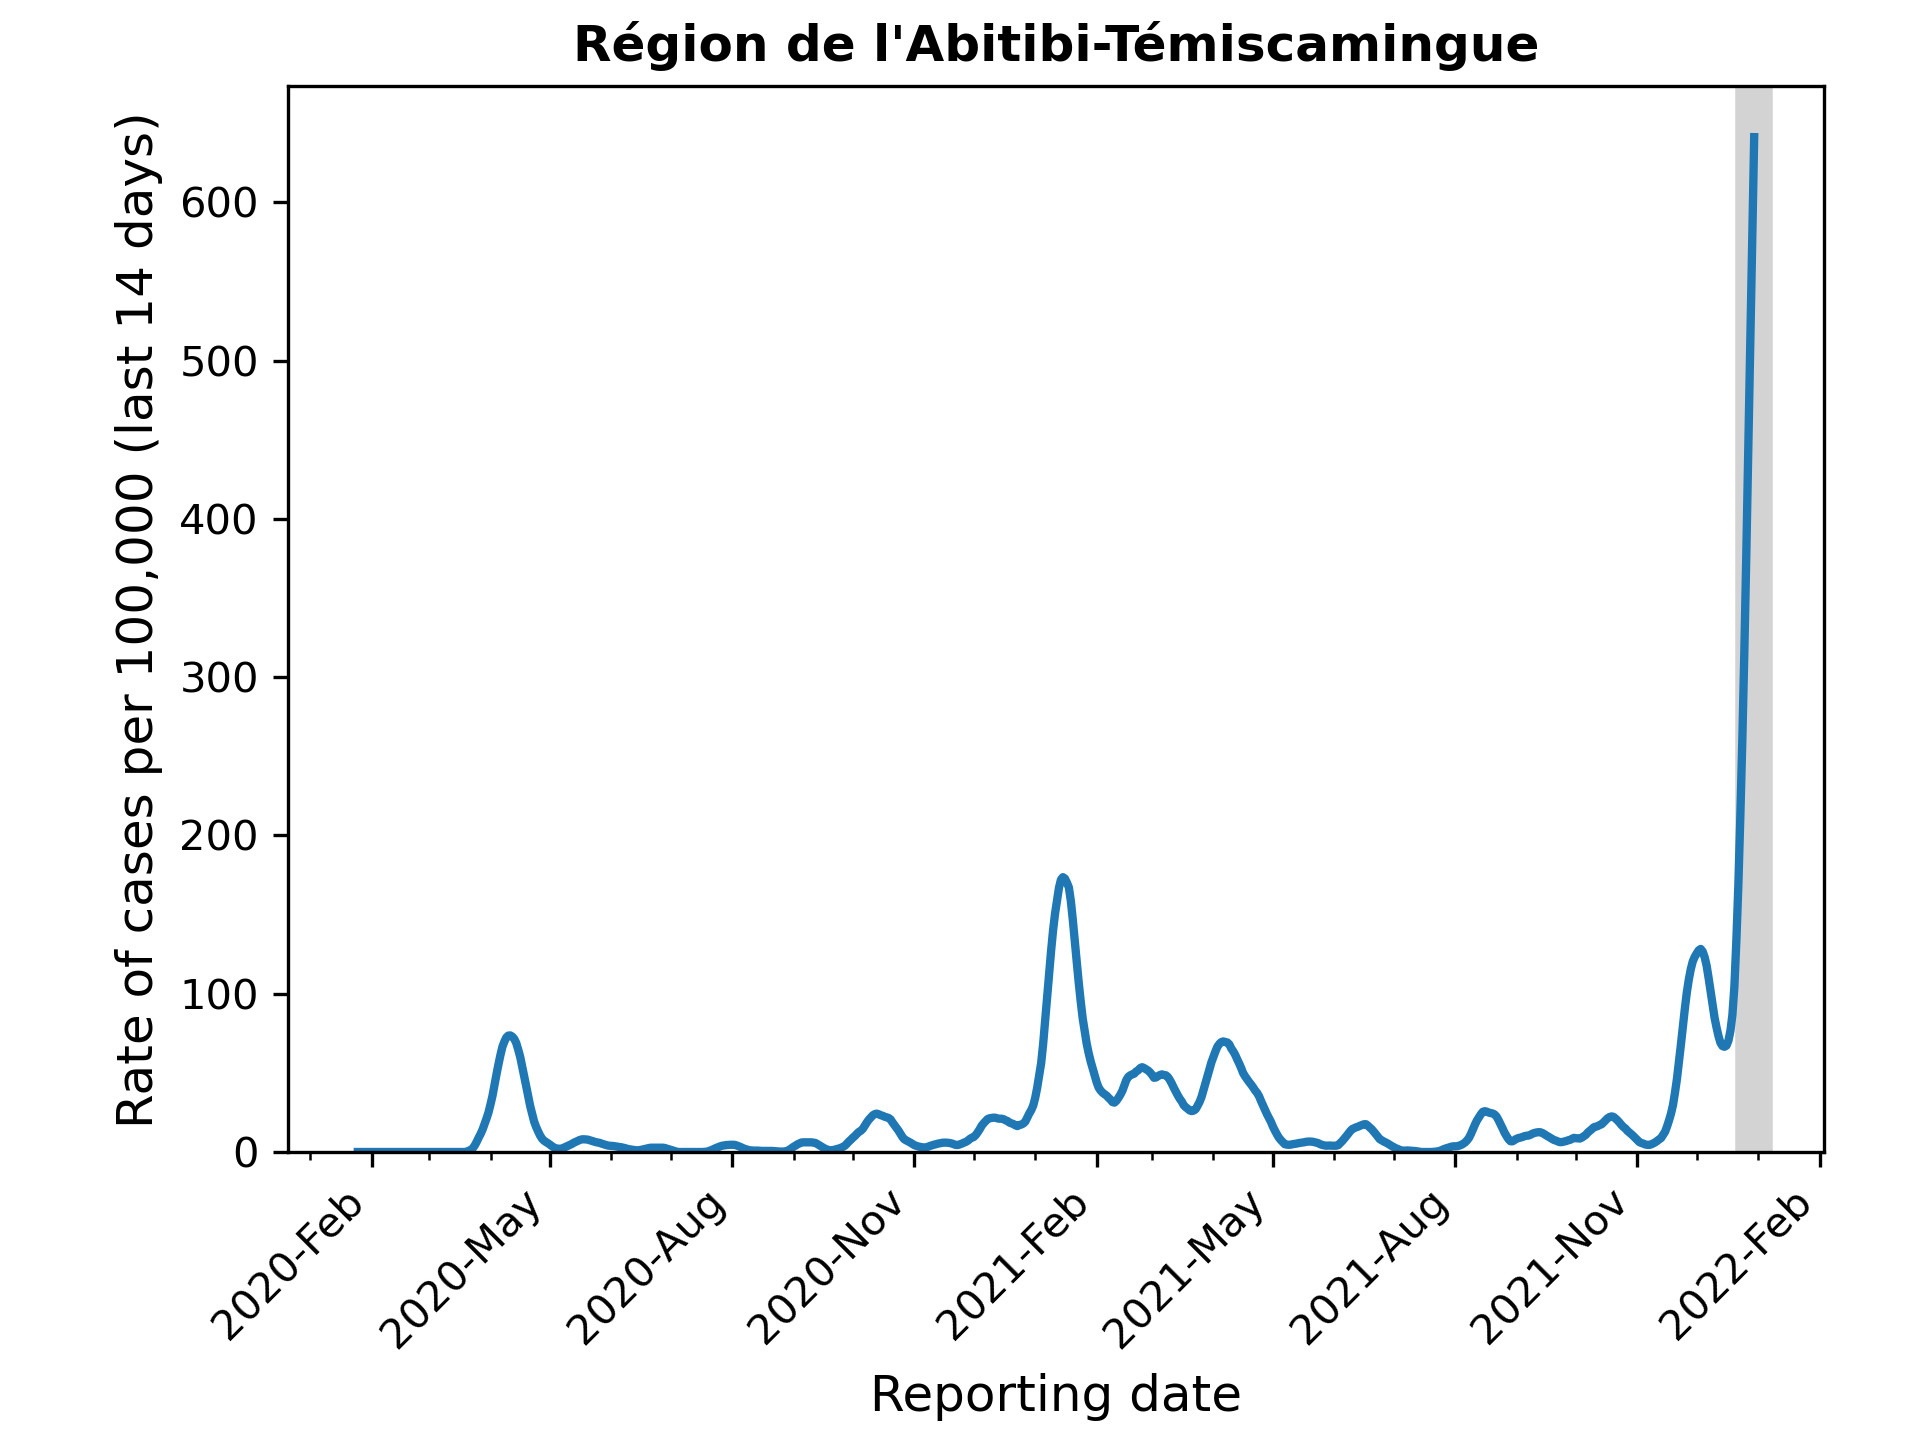 Région de l'Abitibi-Témiscamingue
Rate of cases per 100,000 (last 14 days)
600
500
400
300
200
100
0
2020-Feb
2020-May
2020-Aug
2020-Nov
2021-Feb
2021-May
2021-Aug
2021-Nov
2022-Feb
Reporting date